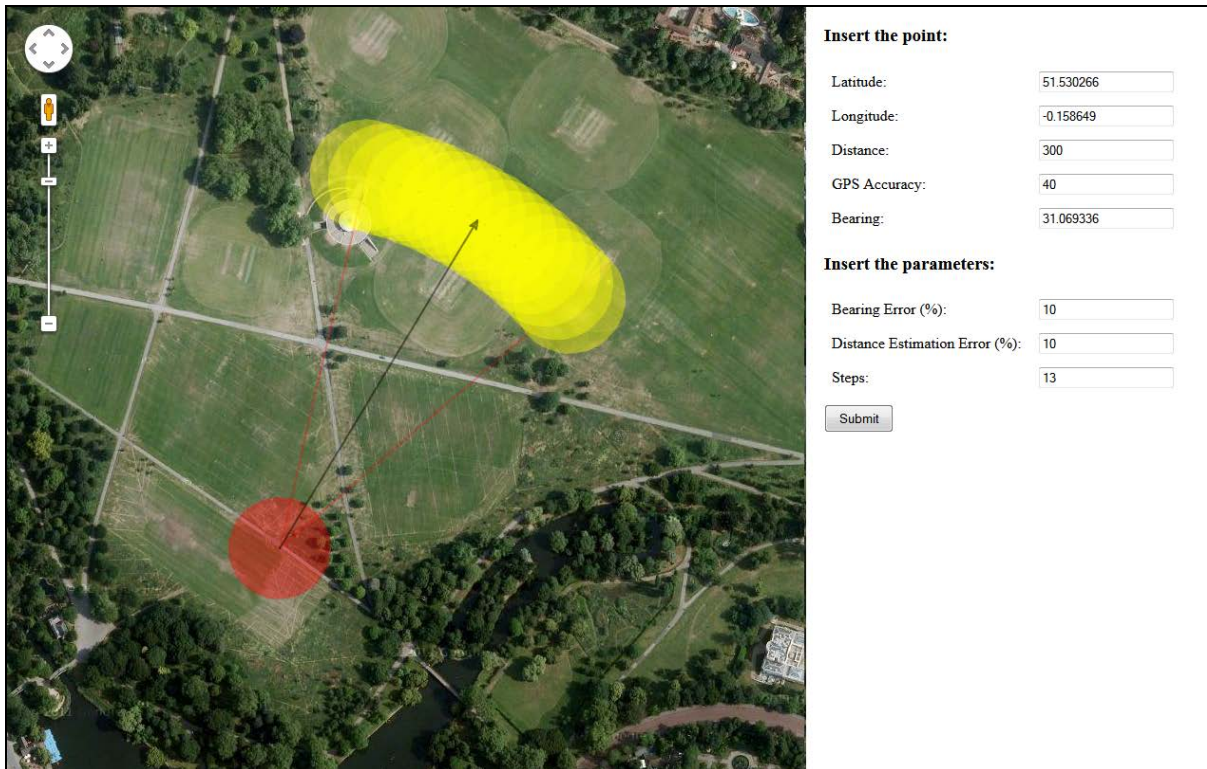 Insert the point:
Latitude: 51.530266
Longitude: -0.158649
Distance: 300
GPS Accuracy: 40
Bearing: 31.069336
Insert the parameters:
Bearing Error (%): 10
Distance Estimation Error (%): 10
Steps: 13
Submit